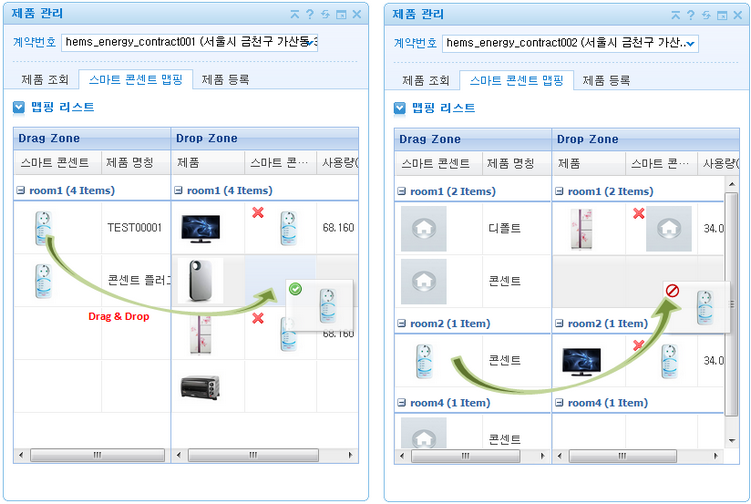 제품 관리
계약번호 hems_energy_contract001 (서울시 금천구 가산동
제품 조회 스마트 콘센트 맵핑 제품 등록
맵핑 리스트
Drag Zone Drop Zone
스마트 콘센트 제품 명칭 제품 스마트 콘··· 사용량(
room1 (4 Items) room1 (4 Items)
TEST00001 68.160
콘센트 플러그
Drag & Drop
68.160
제품 관리
계약번호 hems_energy_contract002 (서울시 금천구 가산...
제품 조회 스마트 콘센트 맵핑 제품 등록
맵핑 리스트
Drag Zone Drop Zone
스마트 콘센트 제품 명칭 제품 스마트 콘··· 사용량(
room1 (2 Items) room1 (2 Items)
디폴트 34.0
콘센트
room2 (1 Item) room2 (1 Item)
콘센트 34.0
room4 (1 Item) room4 (1 Item)
콘센트